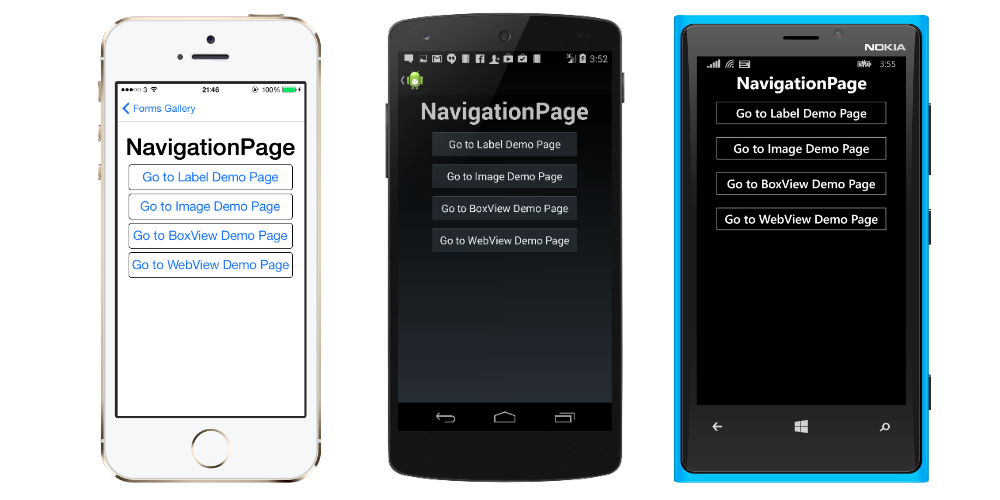 3 21:46 100%
Forms Gallery
NavigationPage
Go to Label Demo Page
Go to Image Demo Page
Go to BoxView Demo Page
Go to WebView Demo Page
3:52
NavigationPage
Go to Label Demo Page
Go to Image Demo Page
Go to BoxView Demo Page
Go to WebView Demo Page
NOKIA
3:55
NavigationPage
Go to Label Demo Page
Go to Image Demo Page
Go to BoxView Demo Page
Go to WebView Demo Page